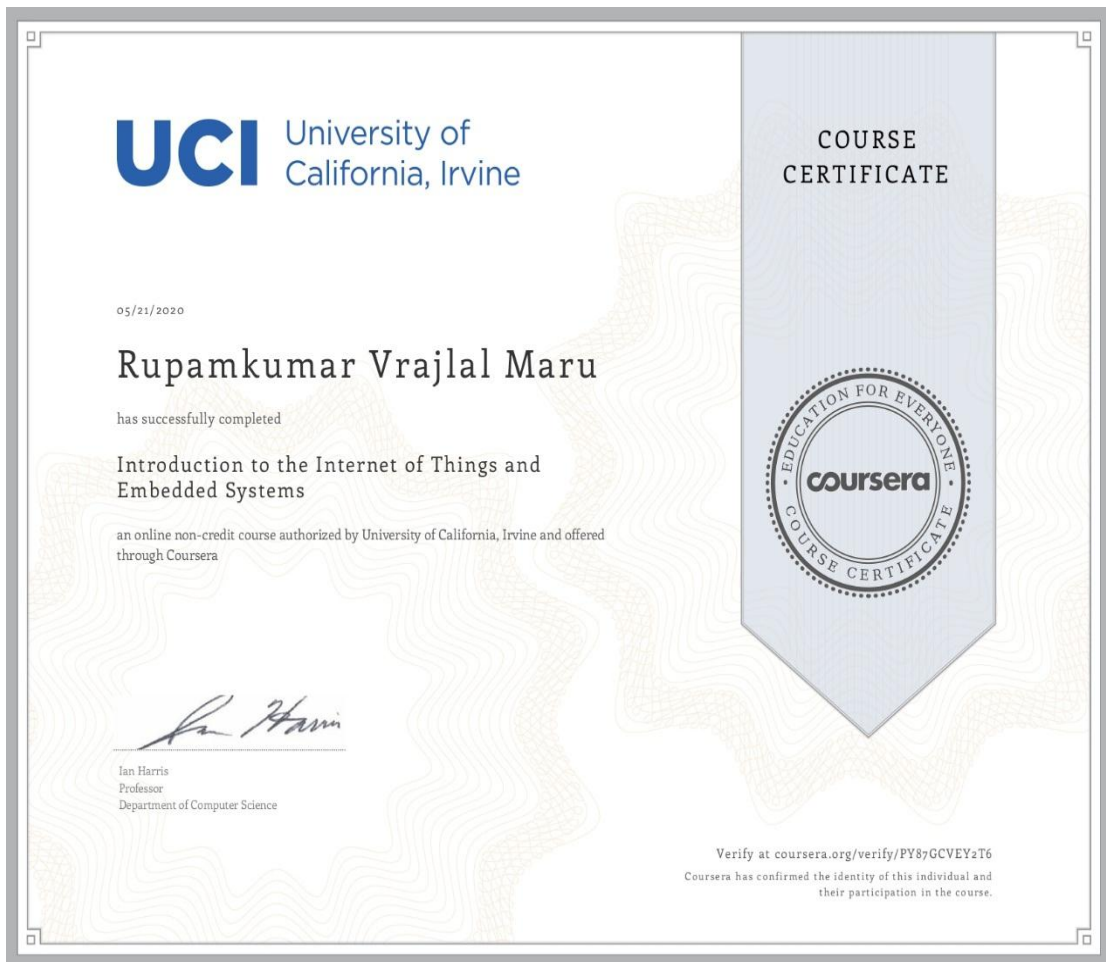 UCI University of
California, Irvine
COURSE
CERTIFICATE
05/21/2020
Rupamkumar Vrajlal Maru
has successfully completed
Introduction to the Internet of Things and
Embedded Systems
an online non-credit course authorized by University of California, Irvine and offered
through Coursera
EDUCATION FOR EVERYONE
coursera
COURSE CERTIFICATE
Ian Harris
Ian Harris
Professor
Department of Computer Science
Verify at coursera.org/verify/PY87GCVEY2T6
Coursera has confirmed the identity of this individual and
their participation in the course.